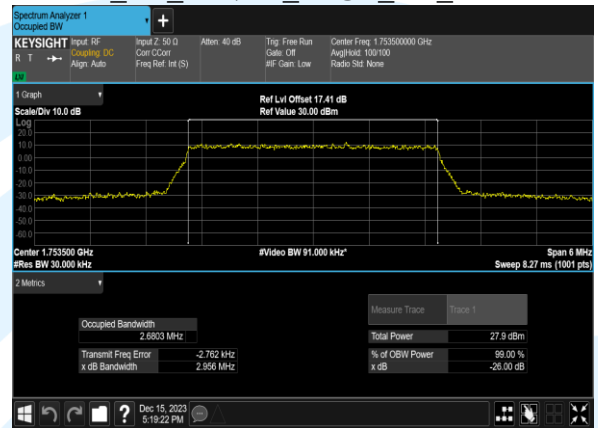 Spectrum Analyzer 1
Occupied BW
+
KEYSIGHT
R T
LV
Input: RF
Coupling: DC
Align: Auto
Input Z: 50 Ω
Corr CCorr
Freq Ref: Int (S)
Atten: 40 dB
Trig: Free Run
Gate: Off
#IF Gain: Low
Center Freq: 1.753500000 GHz
Avg|Hold: 100/100
Radio Std: None
1 Graph
Scale/Div 10.0 dB
Ref Lvl Offset 17.41 dB
Ref Value 30.00 dBm
Log
20.0
10.0
0.00
-10.0
-20.0
-30.0
-40.0
-50.0
-60.0
Center 1.753500 GHz
#Res BW 30.000 kHz
#Video BW 91.000 kHz*
Span 6 MHz
Sweep 8.27 ms (1001 pts)
2 Metrics
Occupied Bandwidth
2.6803 MHz
Transmit Freq Error -2.762 kHz
x dB Bandwidth 2.956 MHz
Measure Trace Trace 1
Total Power 27.9 dBm
% of OBW Power 99.00 %
x dB -26.00 dB
?
Dec 15, 2023
5:19:22 PM